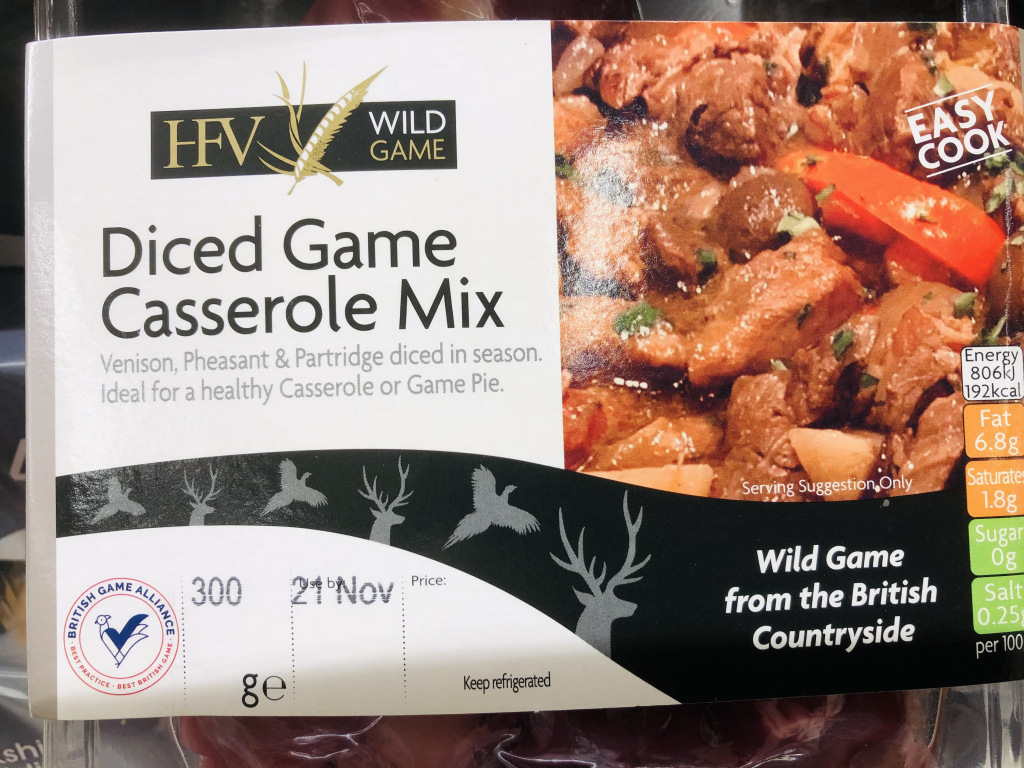 HFV WILD
GAME
EASY
COOK
Diced Game
Casserole Mix
Venison, Pheasant & Partridge diced in season.
Ideal for a healthy Casserole or Game Pie.
Energy
806kJ
192kcal
Fat
6.8g
Saturates
1.8g
Sugar
0g
Salt
0.25g
per 100
Serving Suggestion Only
Wild Game
from the British
Countryside
BRITISH GAME ALLIANCE
BEST PRACTICE · BEST BRITISH GAME
300
g e
Use by:
21 Nov
Price:
Keep refrigerated